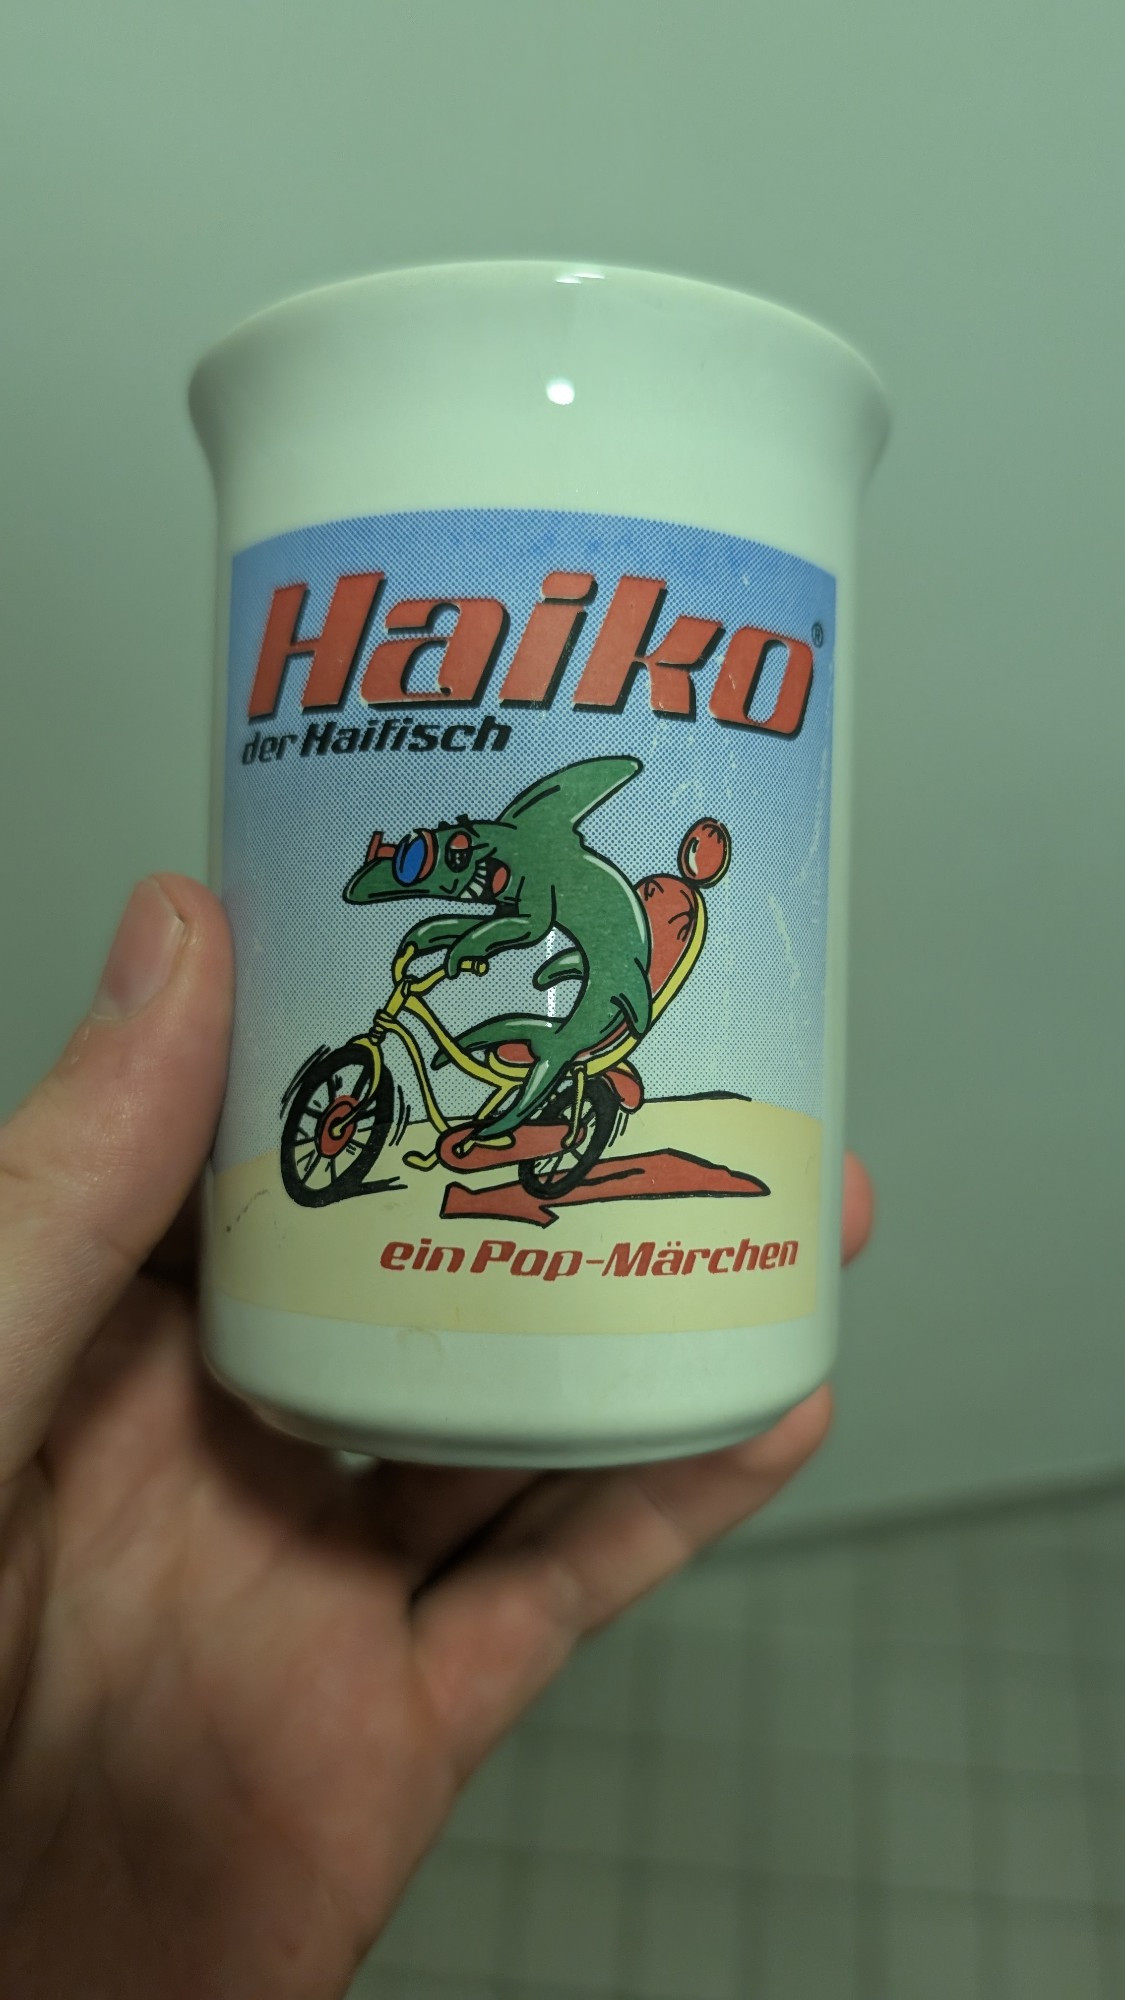 Haiko®
der Haifisch
ein Pop-Märchen